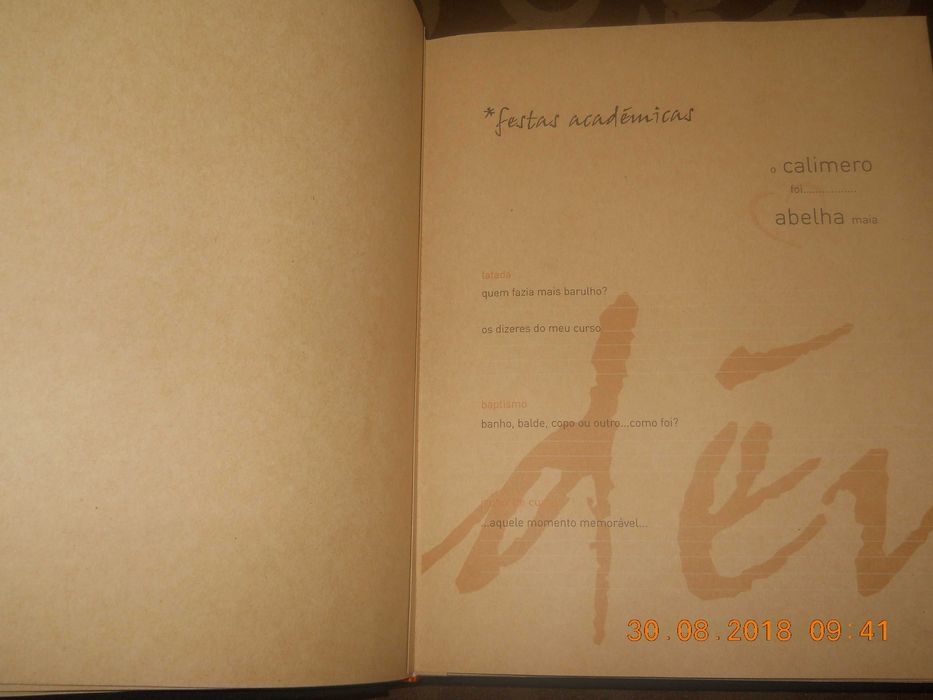 *festas académicas
o calimero
foi..................
abelha maia
latada
quem fazia mais barulho?
os dizeres do meu curso
baptismo
banho, balde, copo ou outro...como foi?
...aquele momento memorável...
30.08.2018 09:41